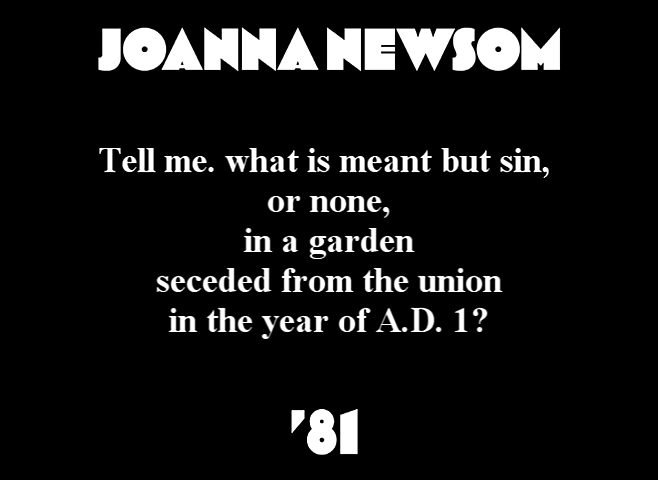 JOANNA NEWSOM
Tell me. what is meant but sin,
or none,
in a garden
seceded from the union
in the year of A.D. 1?
'81